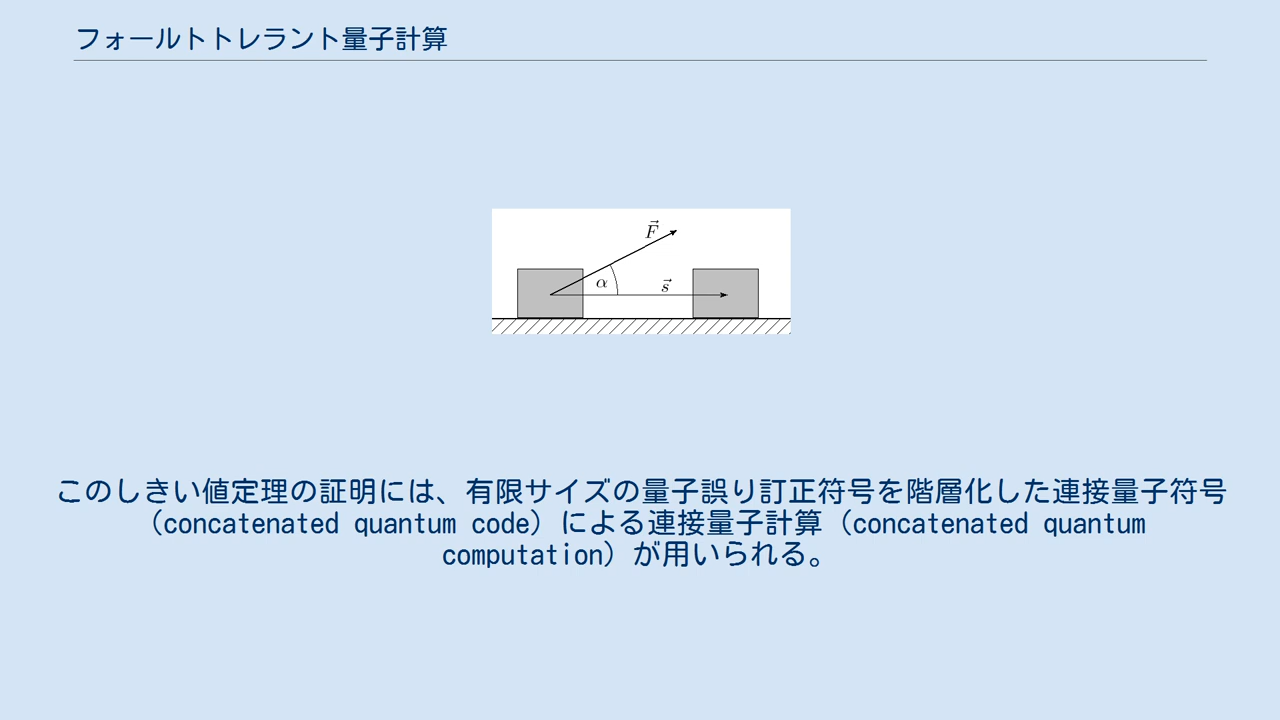 フォールトトレラント量子計算
F⃗
α
s⃗
このしきい値定理の証明には、有限サイズの量子誤り訂正符号を階層化した連接量子符号
（concatenated quantum code）による連接量子計算（concatenated quantum
computation）が用いられる。